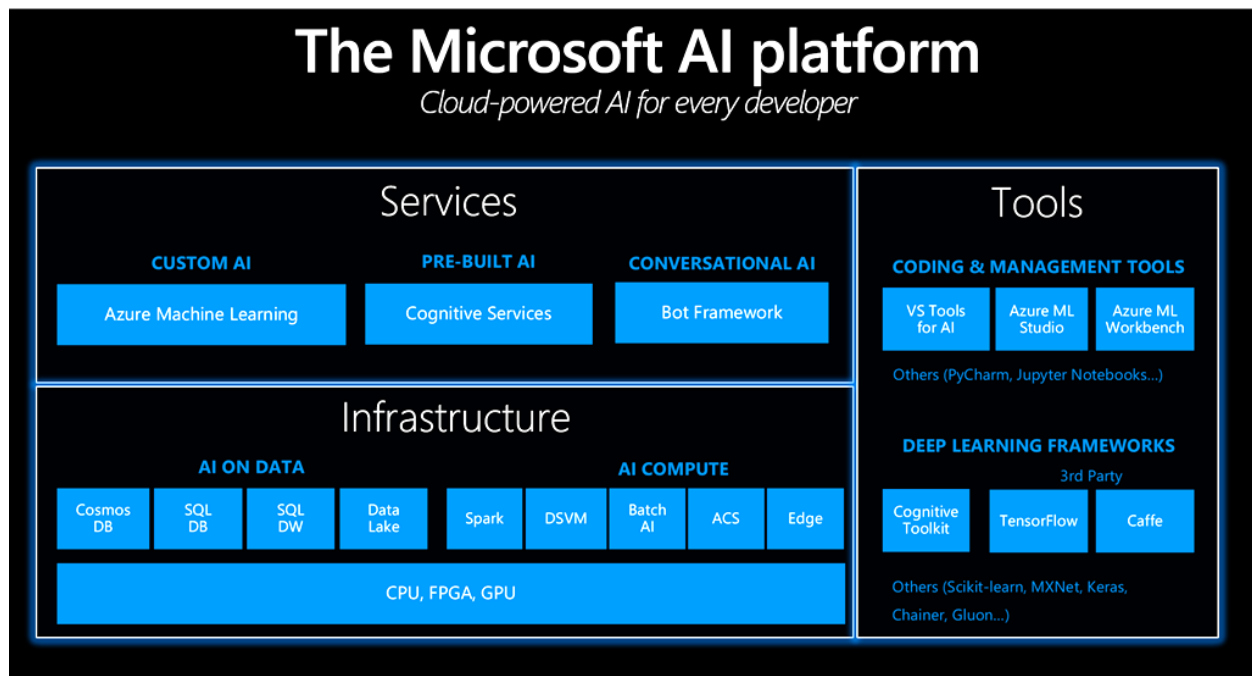 The Microsoft AI platform
Cloud-powered AI for every developer
Services
CUSTOM AI
PRE-BUILT AI
CONVERSATIONAL AI
Azure Machine Learning
Cognitive Services
Bot Framework
Infrastructure
AI ON DATA
AI COMPUTE
Cosmos
DB
SQL
DB
SQL
DW
Data
Lake
Spark
DSVM
Batch
AI
ACS
Edge
CPU, FPGA, GPU
Tools
CODING & MANAGEMENT TOOLS
VS Tools
for AI
Azure ML
Studio
Azure ML
Workbench
Others (PyCharm, Jupyter Notebooks...)
DEEP LEARNING FRAMEWORKS
3rd Party
Cognitive
Toolkit
TensorFlow
Caffe
Others (Scikit-learn, MXNet, Keras,
Chainer, Gluon...)